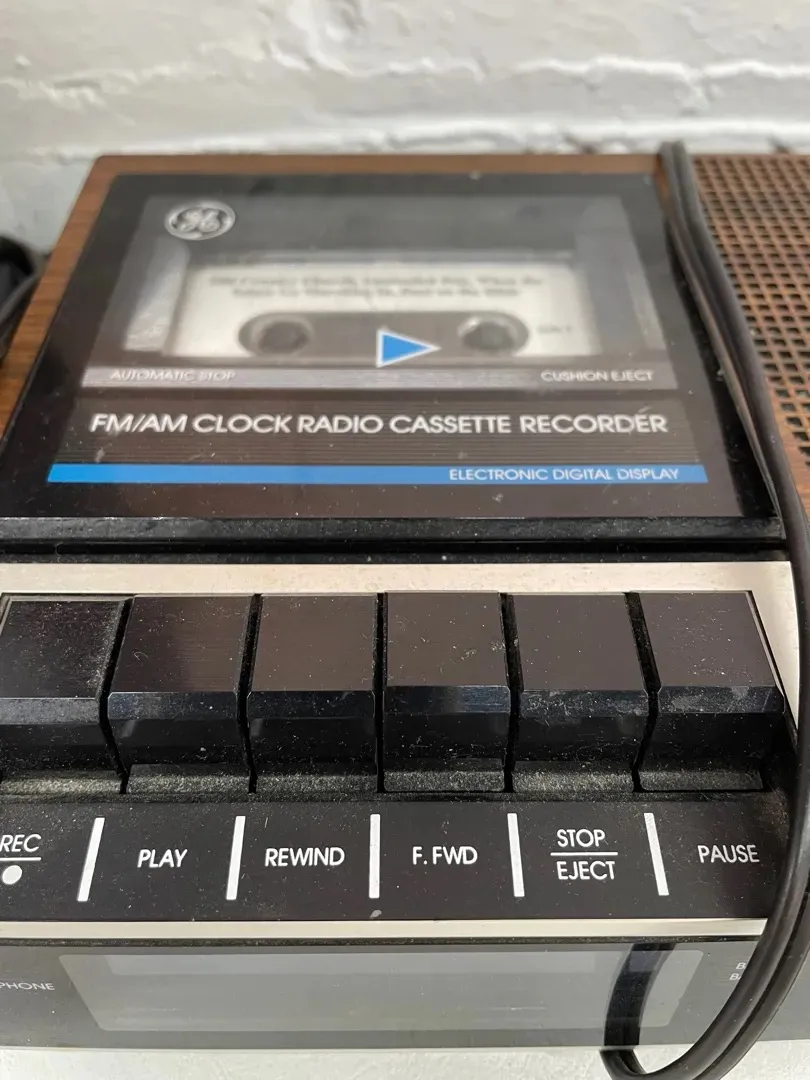 GE
AUTOMATIC STOP
CUSHION EJECT
FM/AM CLOCK RADIO CASSETTE RECORDER
ELECTRONIC DIGITAL DISPLAY
REC
PLAY
REWIND
F. FWD
STOP
EJECT
PAUSE
PHONE